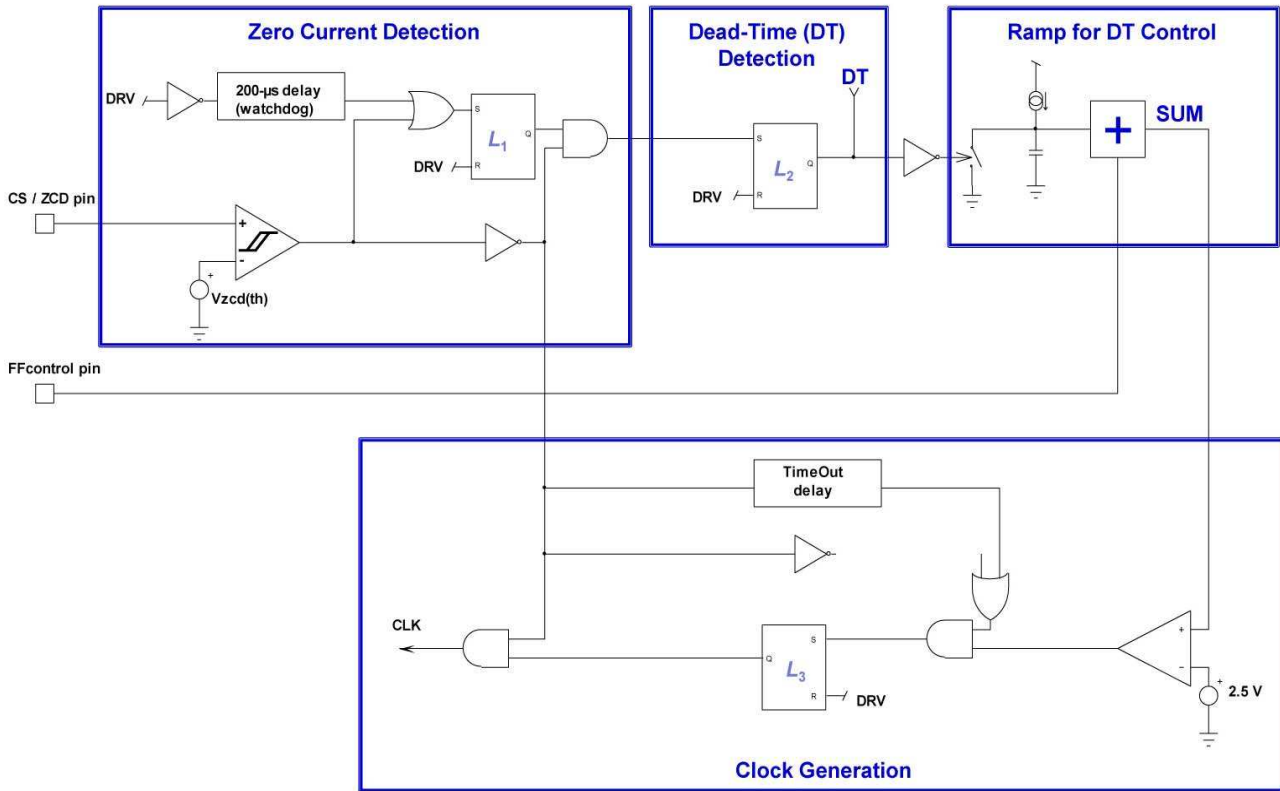 Zero Current Detection
DRV
200-µs delay
(watchdog)
S
L1
Q
R
DRV
CS / ZCD pin
+
-
+
Vzcd(th)
Dead-Time (DT)
Detection
DT
S
L2
Q
R
DRV
Ramp for DT Control
+
SUM
FFcontrol pin
TimeOut
delay
CLK
S
Q
L3
R
DRV
+
-
+
2.5 V
Clock Generation